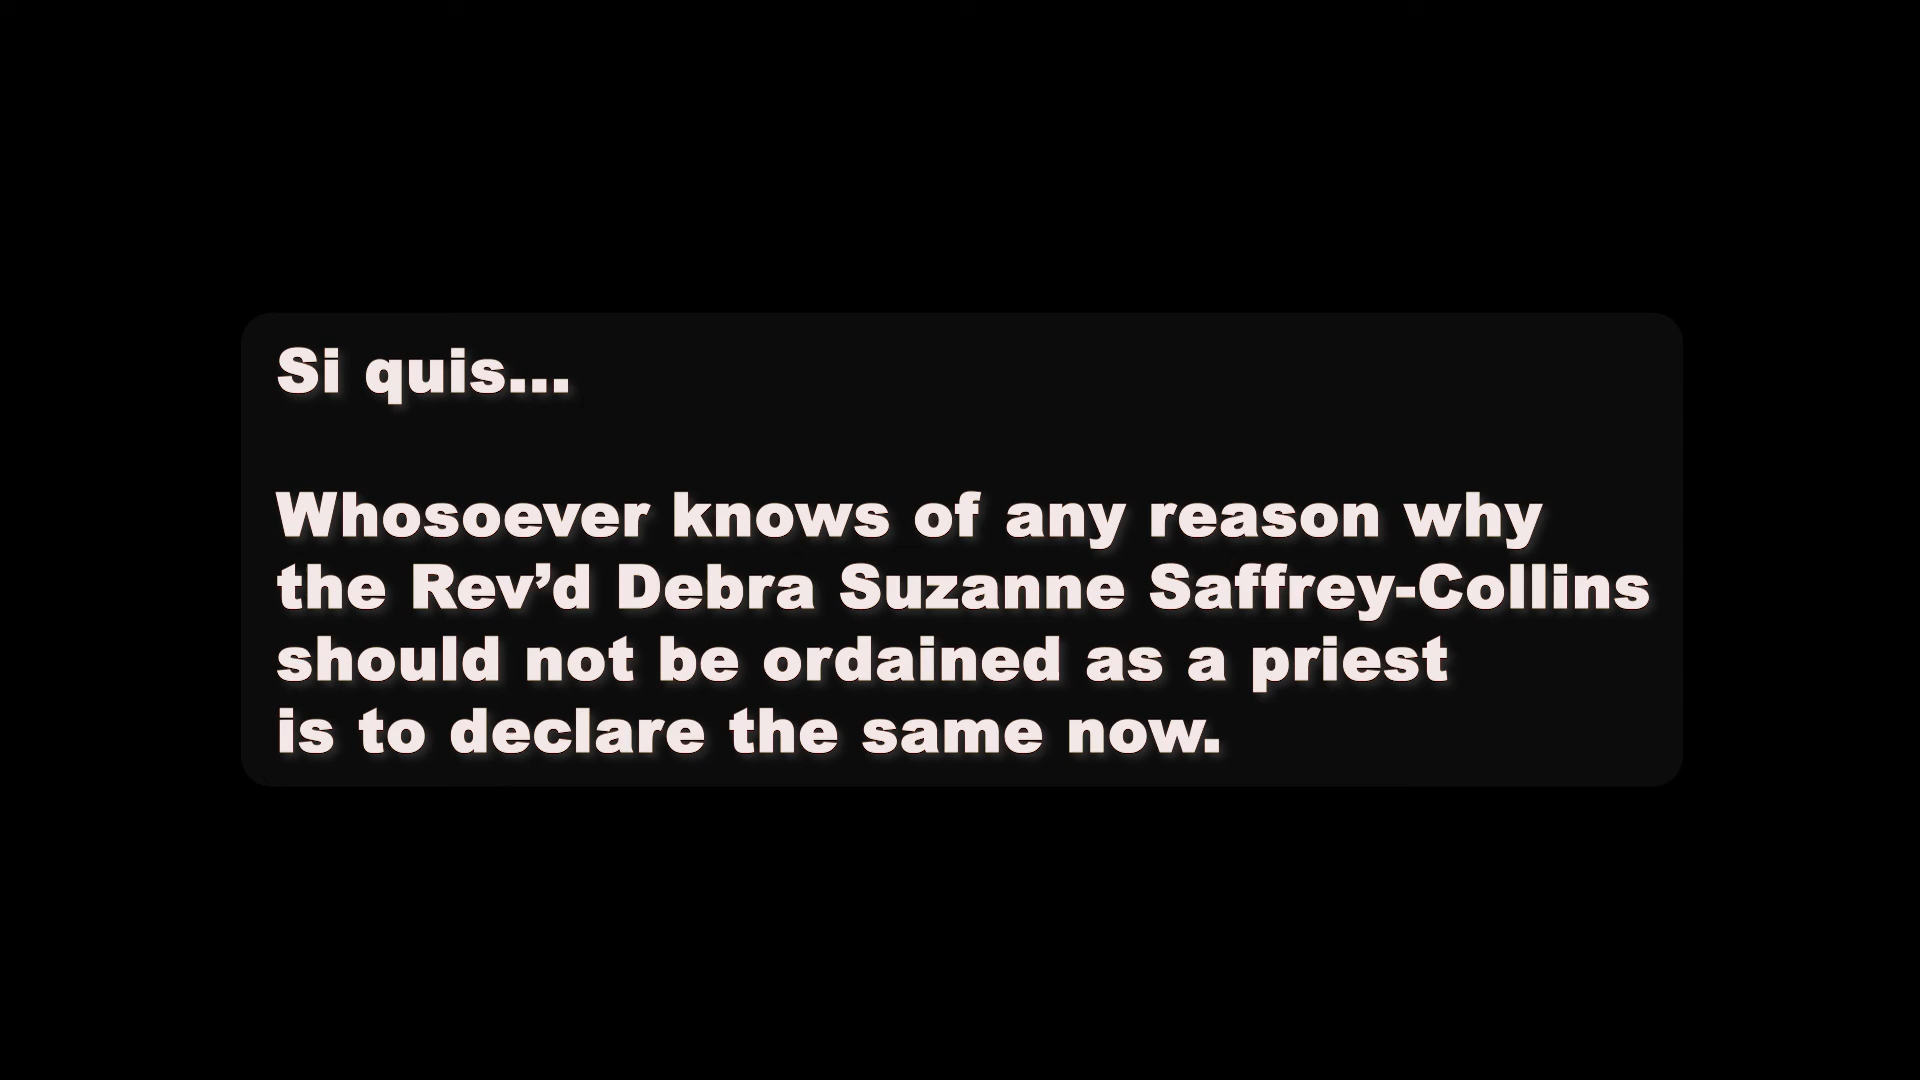 Si quis...
Whosoever knows of any reason why
the Rev’d Debra Suzanne Saffrey-Collins
should not be ordained as a priest
is to declare the same now.